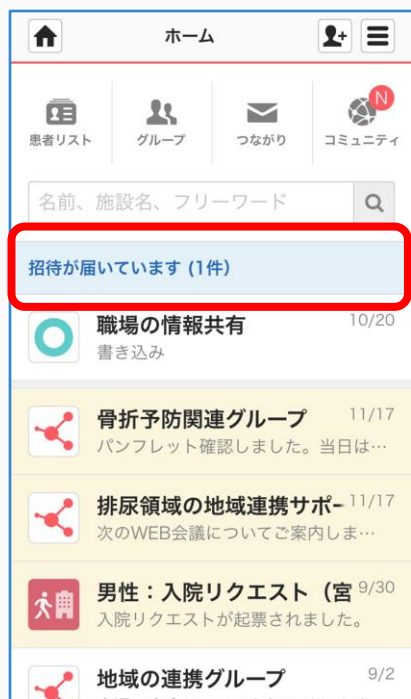 ホーム
患者リスト
グループ
つながり
N
コミュニティ
名前、施設名、フリーワード
招待が届いています (1件)
職場の情報共有 10/20
書き込み
骨折予防関連グループ 11/17
パンフレット確認しました。当日は…
排尿領域の地域連携サポー 11/17
次のWEB会議についてご案内しま…
男性：入院リクエスト（宮 9/30
入院リクエストが起票されました。
地域の連携グループ 9/2